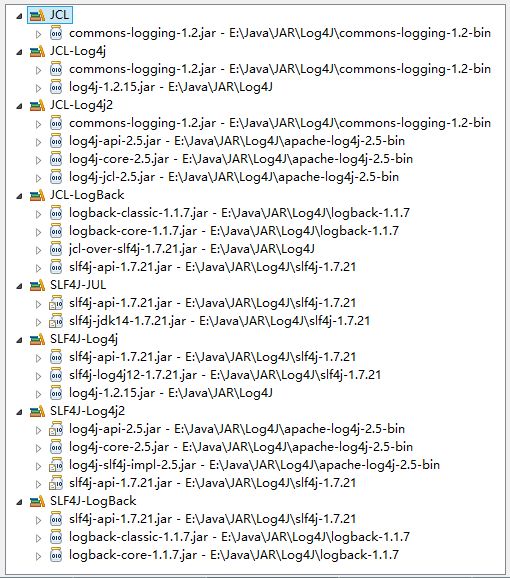 JCL
commons-logging-1.2.jar - E:\Java\JAR\Log4J\commons-logging-1.2-bin
JCL-Log4j
commons-logging-1.2.jar - E:\Java\JAR\Log4J\commons-logging-1.2-bin
log4j-1.2.15.jar - E:\Java\JAR\Log4J
JCL-Log4j2
commons-logging-1.2.jar - E:\Java\JAR\Log4J\commons-logging-1.2-bin
log4j-api-2.5.jar - E:\Java\JAR\Log4J\apache-log4j-2.5-bin
log4j-core-2.5.jar - E:\Java\JAR\Log4J\apache-log4j-2.5-bin
log4j-jcl-2.5.jar - E:\Java\JAR\Log4J\apache-log4j-2.5-bin
JCL-LogBack
logback-classic-1.1.7.jar - E:\Java\JAR\Log4J\logback-1.1.7
logback-core-1.1.7.jar - E:\Java\JAR\Log4J\logback-1.1.7
jcl-over-slf4j-1.7.21.jar - E:\Java\JAR\Log4J
slf4j-api-1.7.21.jar - E:\Java\JAR\Log4J\slf4j-1.7.21
SLF4J-JUL
slf4j-api-1.7.21.jar - E:\Java\JAR\Log4J\slf4j-1.7.21
slf4j-jdk14-1.7.21.jar - E:\Java\JAR\Log4J\slf4j-1.7.21
SLF4J-Log4j
slf4j-api-1.7.21.jar - E:\Java\JAR\Log4J\slf4j-1.7.21
slf4j-log4j12-1.7.21.jar - E:\Java\JAR\Log4J\slf4j-1.7.21
log4j-1.2.15.jar - E:\Java\JAR\Log4J
SLF4J-Log4j2
log4j-api-2.5.jar - E:\Java\JAR\Log4J\apache-log4j-2.5-bin
log4j-core-2.5.jar - E:\Java\JAR\Log4J\apache-log4j-2.5-bin
log4j-slf4j-impl-2.5.jar - E:\Java\JAR\Log4J\apache-log4j-2.5-bin
slf4j-api-1.7.21.jar - E:\Java\JAR\Log4J\slf4j-1.7.21
SLF4J-LogBack
slf4j-api-1.7.21.jar - E:\Java\JAR\Log4J\slf4j-1.7.21
logback-classic-1.1.7.jar - E:\Java\JAR\Log4J\logback-1.1.7
logback-core-1.1.7.jar - E:\Java\JAR\Log4J\logback-1.1.7